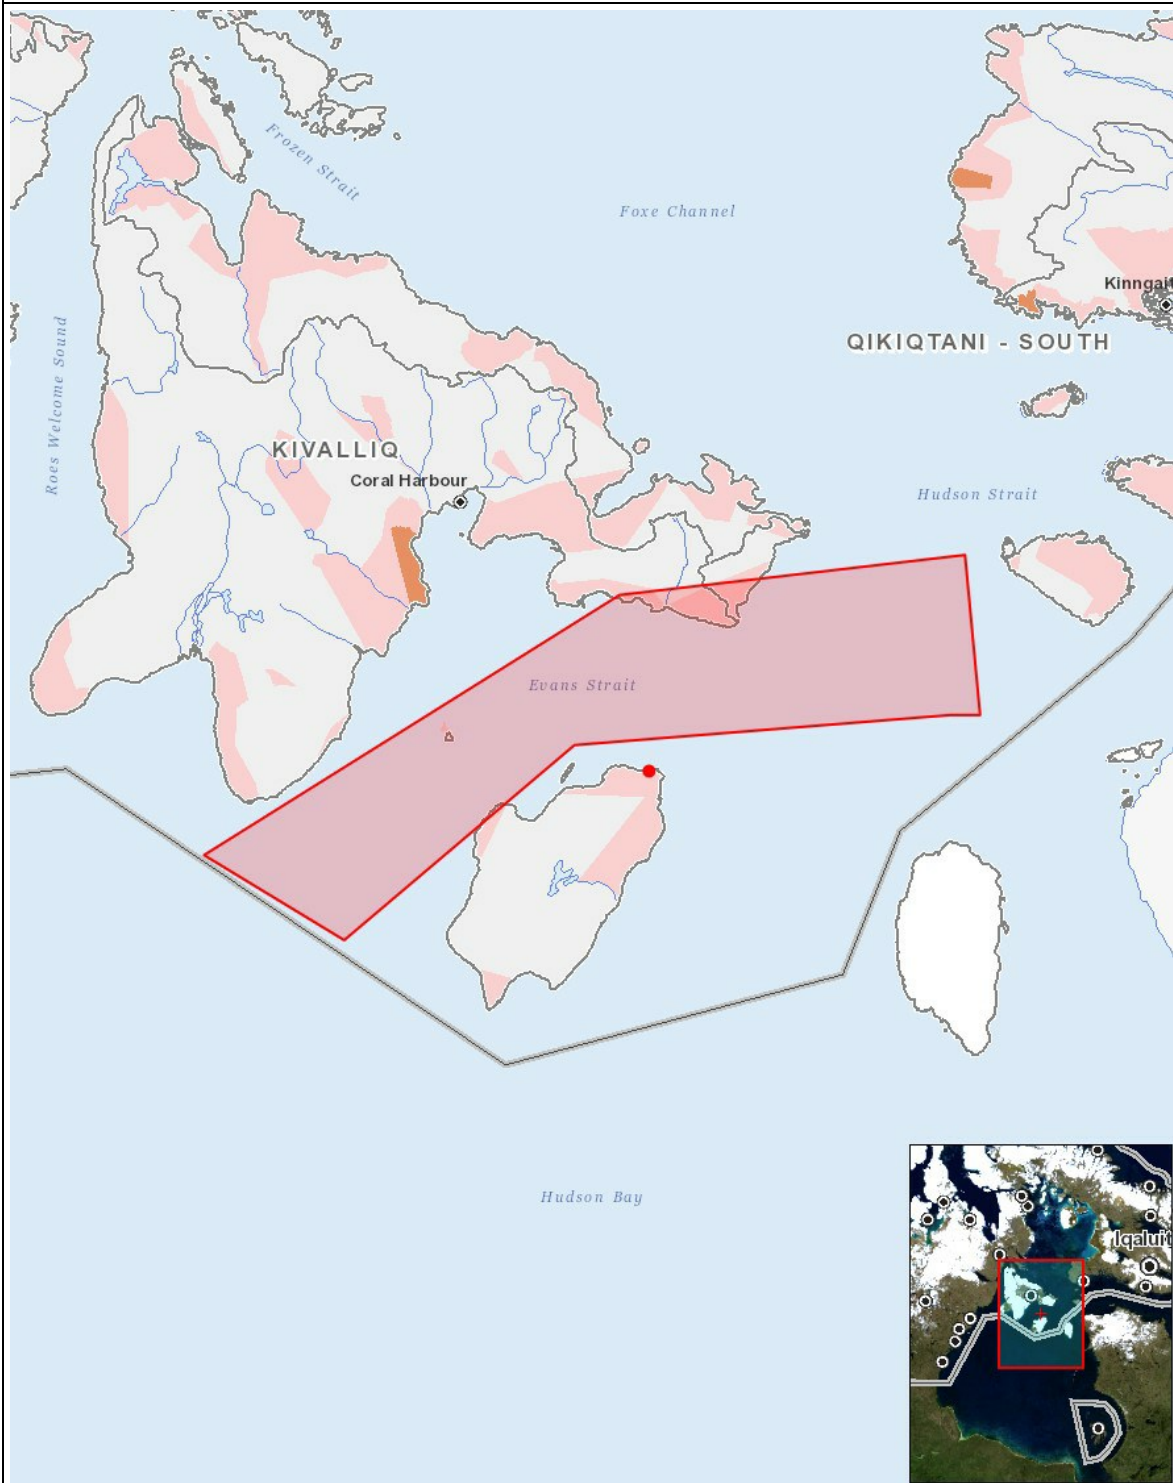 Frozen Strait
Foxe Channel
Kinngait
QIKIQTANI - SOUTH
Roes Welcome Sound
KIVALLIQ
Coral Harbour
Hudson Strait
Evans Strait
Hudson Bay
Iqaluit